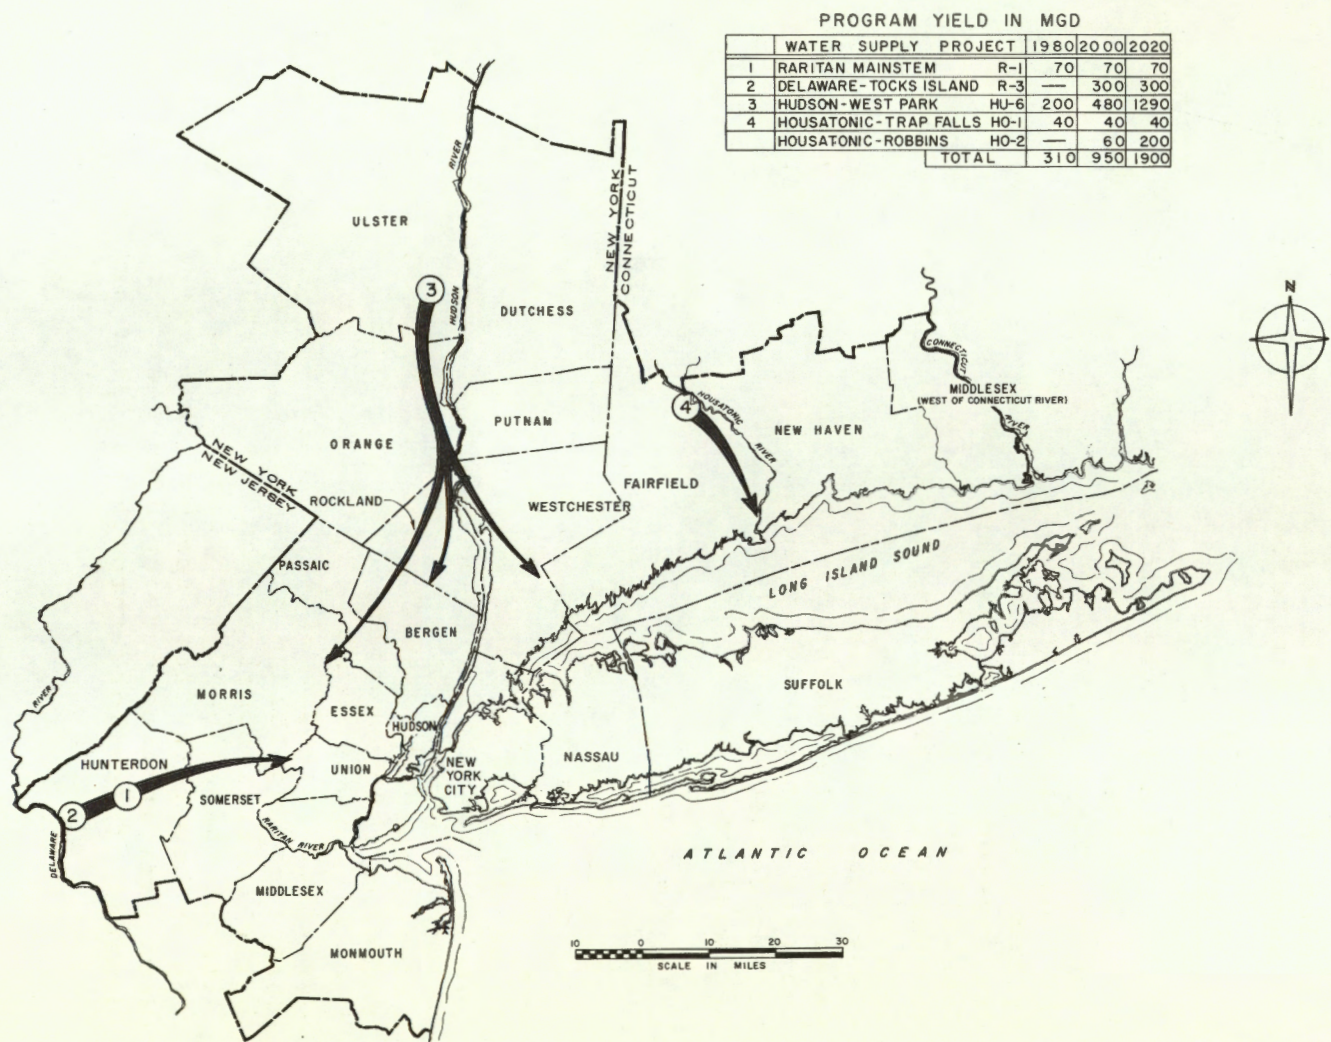 PROGRAM YIELD IN MGD
WATER SUPPLY PROJECT 1980 2000 2020
1 RARITAN MAINSTEM R-1 70 70 70
2 DELAWARE-TOCKS ISLAND R-3 — 300 300
3 HUDSON-WEST PARK HU-6 200 480 1290
4 HOUSATONIC-TRAP FALLS HO-1 40 40 40
HOUSATONIC-ROBBINS HO-2 — 60 200
TOTAL 310 950 1900
RIVER
HUDSON
ULSTER
NEW YORK
CONNECTICUT
3
DUTCHESS
N
CONNECTICUT
RIVER
MIDDLESEX
(WEST OF CONNECTICUT RIVER)
4
HOUSATONIC
RIVER
NEW HAVEN
PUTNAM
ORANGE
NEW YORK
NEW JERSEY
ROCKLAND
WESTCHESTER
FAIRFIELD
PASSAIC
LONG ISLAND SOUND
BERGEN
RIVER
MORRIS
SUFFOLK
ESSEX
HUDSON
HUNTERDON
UNION
NEW
YORK
CITY
NASSAU
1
2
SOMERSET
RARITAN RIVER
DELAWARE
ATLANTIC OCEAN
MIDDLESEX
MONMOUTH
10 0 10 20 30
SCALE IN MILES